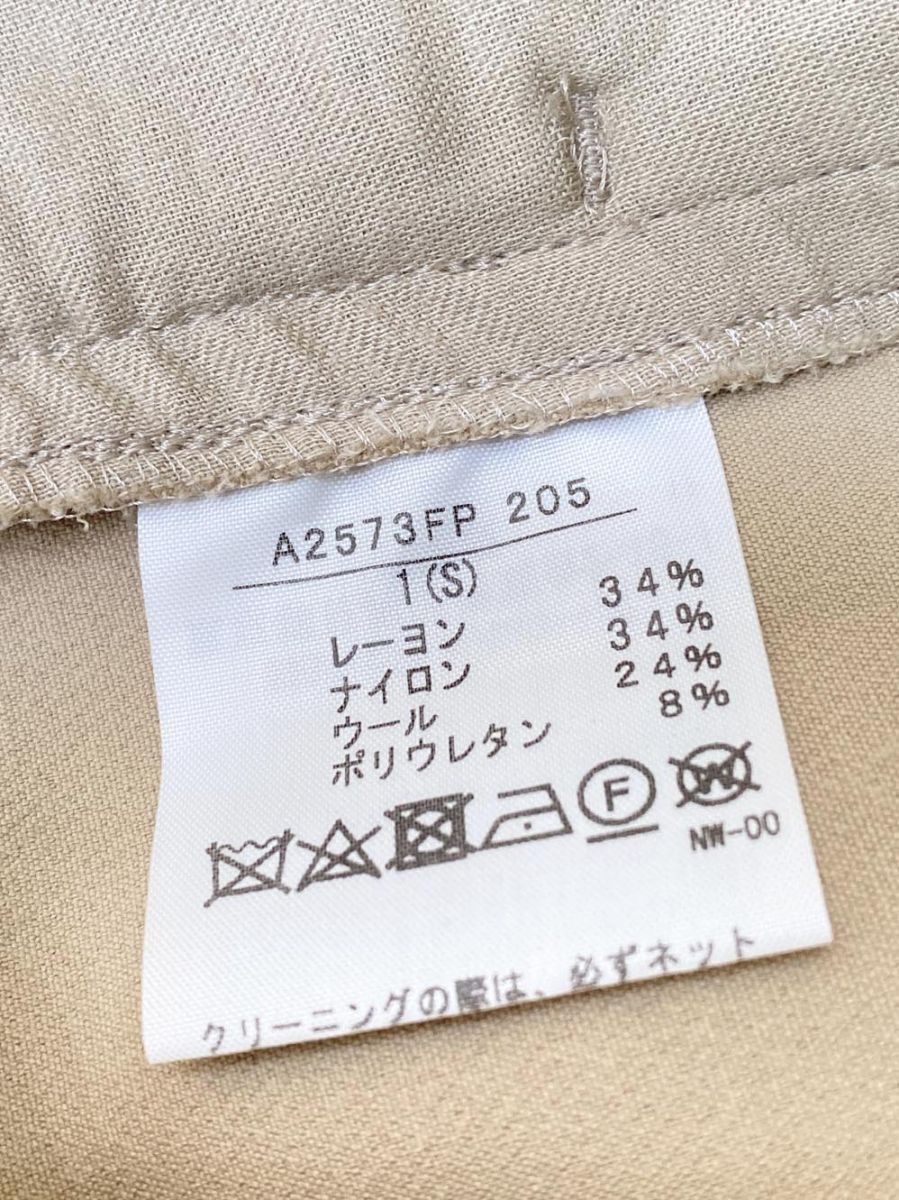 A2573FP 205
1(S)
レーヨン 34%
ナイロン 34%
ウール 24%
ポリウレタン 8%
F W
NW-00
クリーニングの際は、必ずネット